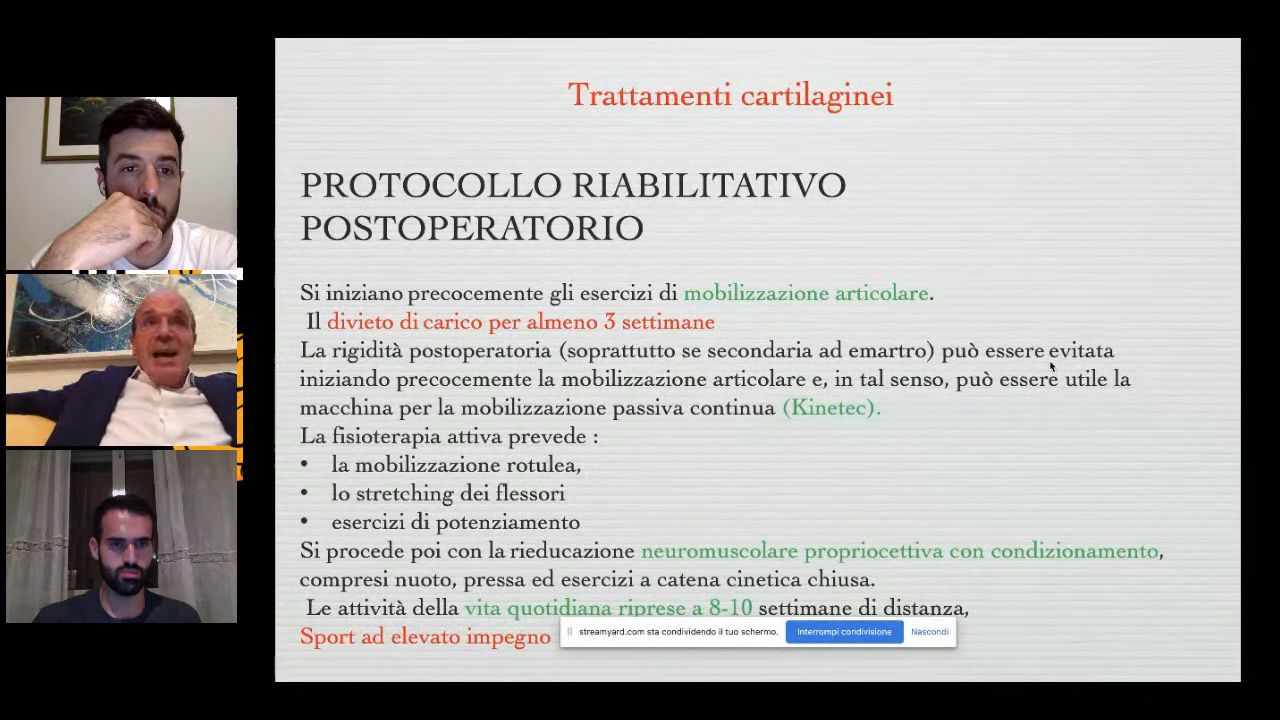 Trattamenti cartilaginei
PROTOCOLLO RIABILITATIVO
POSTOPERATORIO
Si iniziano precocemente gli esercizi di mobilizzazione articolare.
Il divieto di carico per almeno 3 settimane
La rigidità postoperatoria (soprattutto se secondaria ad emartro) può essere evitata
iniziando precocemente la mobilizzazione articolare e, in tal senso, può essere utile la
macchina per la mobilizzazione passiva continua (Kinetec).
La fisioterapia attiva prevede :
• la mobilizzazione rotulea,
• lo stretching dei flessori
• esercizi di potenziamento
Si procede poi con la rieducazione neuromuscolare propriocettiva con condizionamento,
compresi nuoto, pressa ed esercizi a catena cinetica chiusa.
Le attività della vita quotidiana riprese a 8-10 settimane di distanza,
Sport ad elevato impegno
streamyard.com sta condividendo il tuo schermo. Interrompi condivisione Nascondi